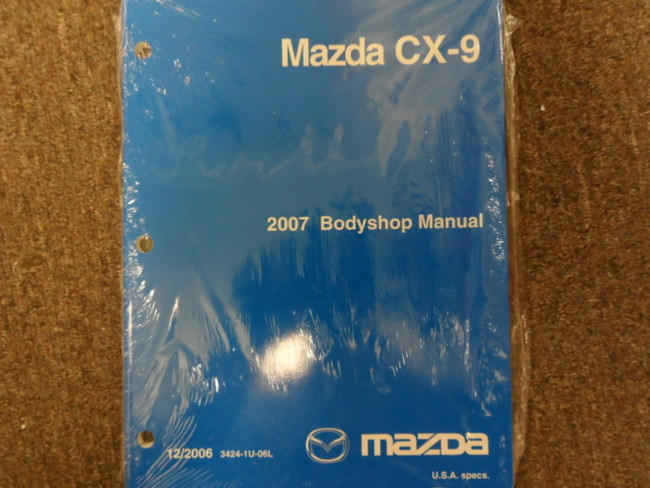 Mazda CX-9
2007 Bodyshop Manual
12/2006 3424-1U-06L mazda
U.S.A. specs.